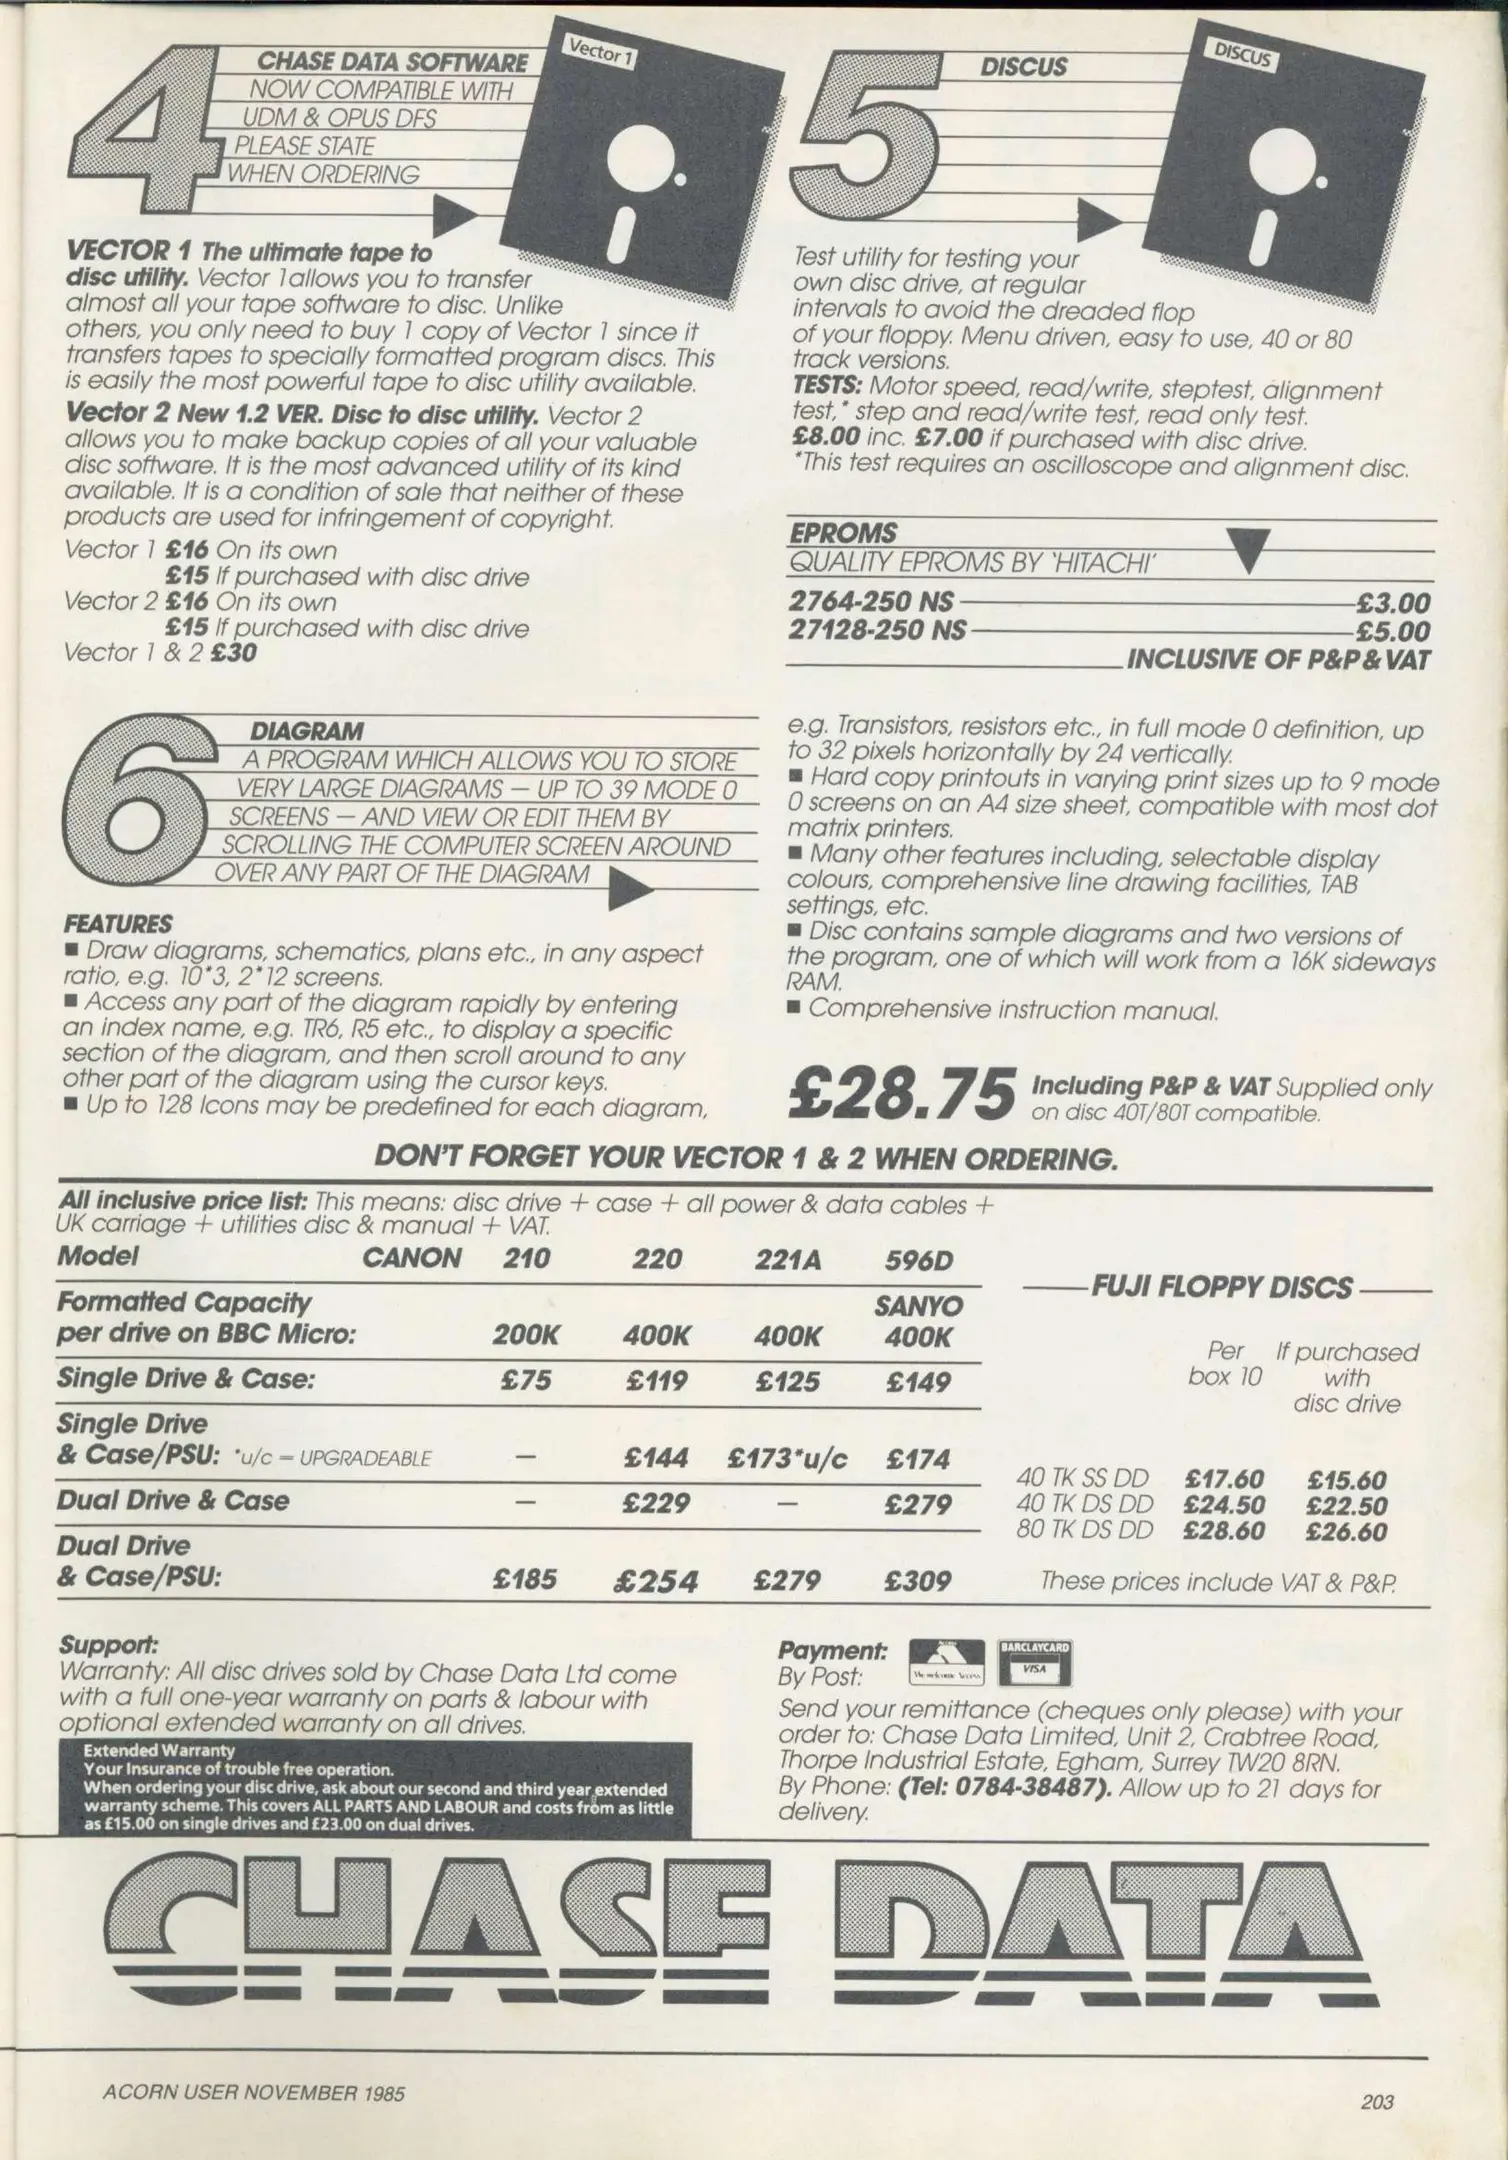 4
CHASE DATA SOFTWARE
NOW COMPATIBLE WITH
UDM & OPUS DFS
PLEASE STATE
WHEN ORDERING
Vector 1
VECTOR 1 The ultimate tape to
disc utility. Vector 1 allows you to transfer
almost all your tape software to disc. Unlike
others, you only need to buy 1 copy of Vector 1 since it
transfers tapes to specially formatted program discs. This
is easily the most powerful tape to disc utility available.
Vector 2 New 1.2 VER. Disc to disc utility. Vector 2
allows you to make backup copies of all your valuable
disc software. It is the most advanced utility of its kind
available. It is a condition of sale that neither of these
products are used for infringement of copyright.
Vector 1 £16 On its own
£15 If purchased with disc drive
Vector 2 £16 On its own
£15 If purchased with disc drive
Vector 1 & 2 £30
5
DISCUS
DISCUS
Test utility for testing your
own disc drive, at regular
intervals to avoid the dreaded flop
of your floppy. Menu driven, easy to use, 40 or 80
track versions.
TESTS: Motor speed, read/write, steptest, alignment
test,* step and read/write test, read only test.
£8.00 inc. £7.00 if purchased with disc drive.
*This test requires an oscilloscope and alignment disc.
EPROMS
QUALITY EPROMS BY 'HITACHI'
2764-250 NS £3.00
27128-250 NS £5.00
INCLUSIVE OF P&P & VAT
6
DIAGRAM
A PROGRAM WHICH ALLOWS YOU TO STORE
VERY LARGE DIAGRAMS — UP TO 39 MODE 0
SCREENS — AND VIEW OR EDIT THEM BY
SCROLLING THE COMPUTER SCREEN AROUND
OVER ANY PART OF THE DIAGRAM
FEATURES
■ Draw diagrams, schematics, plans etc., in any aspect
ratio, e.g. 10*3, 2*12 screens.
■ Access any part of the diagram rapidly by entering
an index name, e.g. TR6, R5 etc., to display a specific
section of the diagram, and then scroll around to any
other part of the diagram using the cursor keys.
■ Up to 128 Icons may be predefined for each diagram,
e.g. Transistors, resistors etc., in full mode 0 definition, up
to 32 pixels horizontally by 24 vertically.
■ Hard copy printouts in varying print sizes up to 9 mode
0 screens on an A4 size sheet, compatible with most dot
matrix printers.
■ Many other features including, selectable display
colours, comprehensive line drawing facilities, TAB
settings, etc.
■ Disc contains sample diagrams and two versions of
the program, one of which will work from a 16K sideways
RAM.
■ Comprehensive instruction manual.
£28.75 Including P&P & VAT Supplied only
on disc 40T/80T compatible.
DON'T FORGET YOUR VECTOR 1 & 2 WHEN ORDERING.
All inclusive price list: This means: disc drive + case + all power & data cables +
UK carriage + utilities disc & manual + VAT.
Model CANON 210 220 221A 596D
Formatted Capacity SANYO
per drive on BBC Micro: 200K 400K 400K 400K
Single Drive & Case: £75 £119 £125 £149
Single Drive
& Case/PSU: *u/c = UPGRADEABLE — £144 £173*u/c £174
Dual Drive & Case — £229 — £279
Dual Drive
& Case/PSU: £185 £254 £279 £309
FUJI FLOPPY DISCS
Per If purchased
box 10 with
disc drive
40 TK SS DD £17.60 £15.60
40 TK DS DD £24.50 £22.50
80 TK DS DD £28.60 £26.60
These prices include VAT & P&P.
Support:
Warranty: All disc drives sold by Chase Data Ltd come
with a full one-year warranty on parts & labour with
optional extended warranty on all drives.
Extended Warranty
Your Insurance of trouble free operation.
When ordering your disc drive, ask about our second and third year extended
warranty scheme. This covers ALL PARTS AND LABOUR and costs from as little
as £15.00 on single drives and £23.00 on dual drives.
Payment:
By Post:
BARCLAYCARD
VISA
Send your remittance (cheques only please) with your
order to: Chase Data Limited, Unit 2, Crabtree Road,
Thorpe Industrial Estate, Egham, Surrey TW20 8RN.
By Phone: (Tel: 0784-38487). Allow up to 21 days for
delivery.
CHASE DATA
ACORN USER NOVEMBER 1985
203